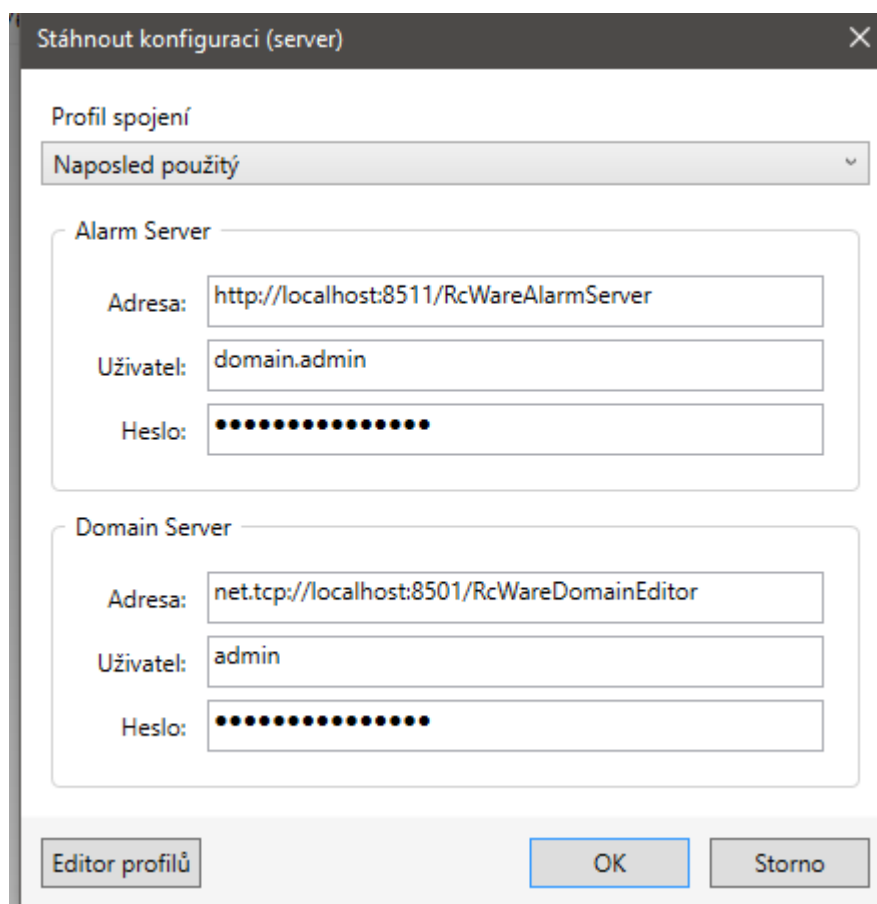 Stáhnout konfiguraci (server)
Profil spojení
Naposled použitý
Alarm Server
Adresa: http://localhost:8511/RcWareAlarmServer
Uživatel: domain.admin
Heslo: ●●●●●●●●●●●●●●●
Domain Server
Adresa: net.tcp://localhost:8501/RcWareDomainEditor
Uživatel: admin
Heslo: ●●●●●●●●●●●●●●●
Editor profilů OK Storno